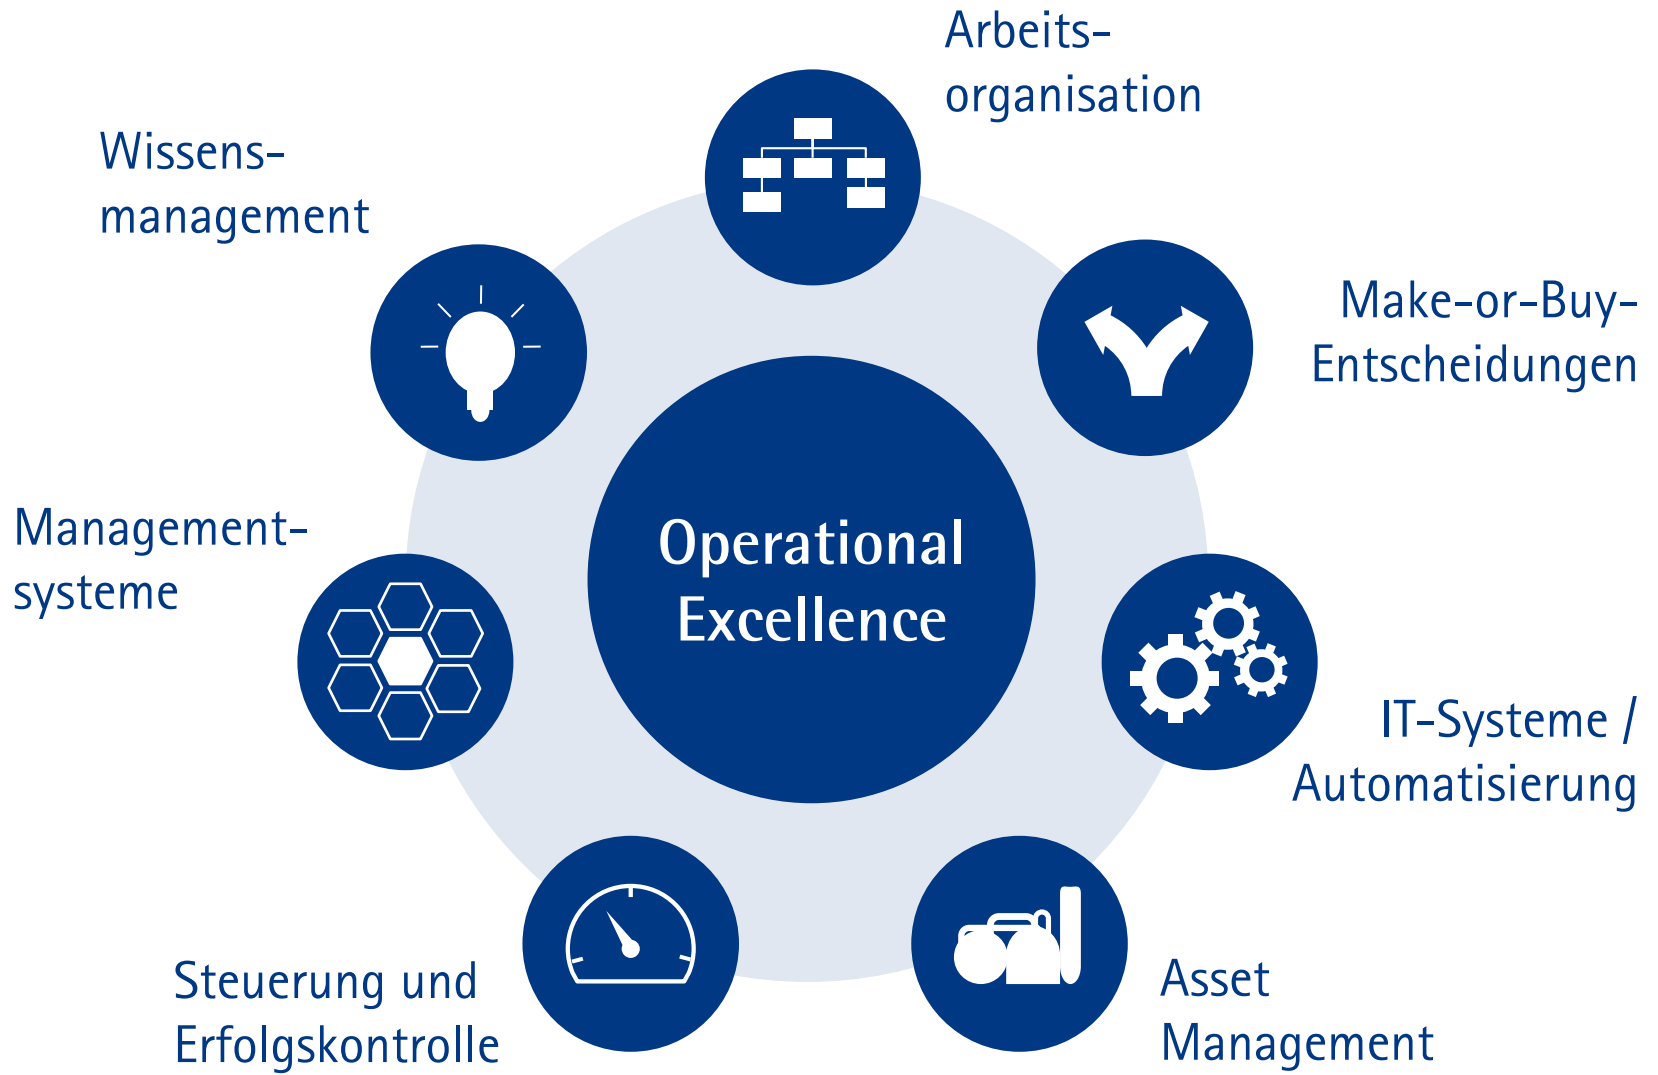 Arbeits-
organisation
Wissens-
management
Make-or-Buy-
Entscheidungen
Management-
systeme
Operational
Excellence
IT-Systeme /
Automatisierung
Steuerung und
Erfolgskontrolle
Asset
Management